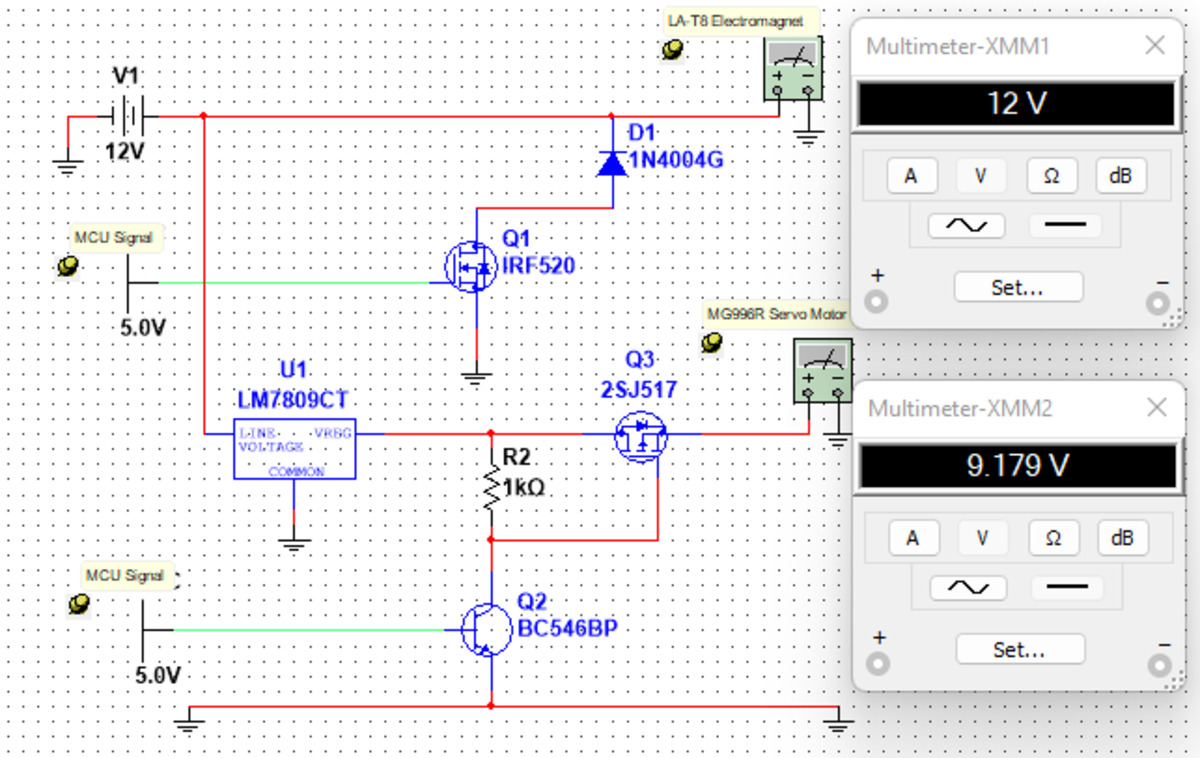 LA-T8 Electromagnet
V1
12V
D1
1N4004G
MCU Signal
5.0V
Q1
IRF520
MG996R Servo Motor
U1
LM7809CT
LINE VREG
VOLTAGE
COMMON
Q3
2SJ517
R2
1kΩ
MCU Signal
5.0V
Q2
BC546BP
+ −
+ −
Multimeter-XMM1
12 V
A V Ω dB
+ −
Set...
Multimeter-XMM2
9.179 V
A V Ω dB
+ −
Set...